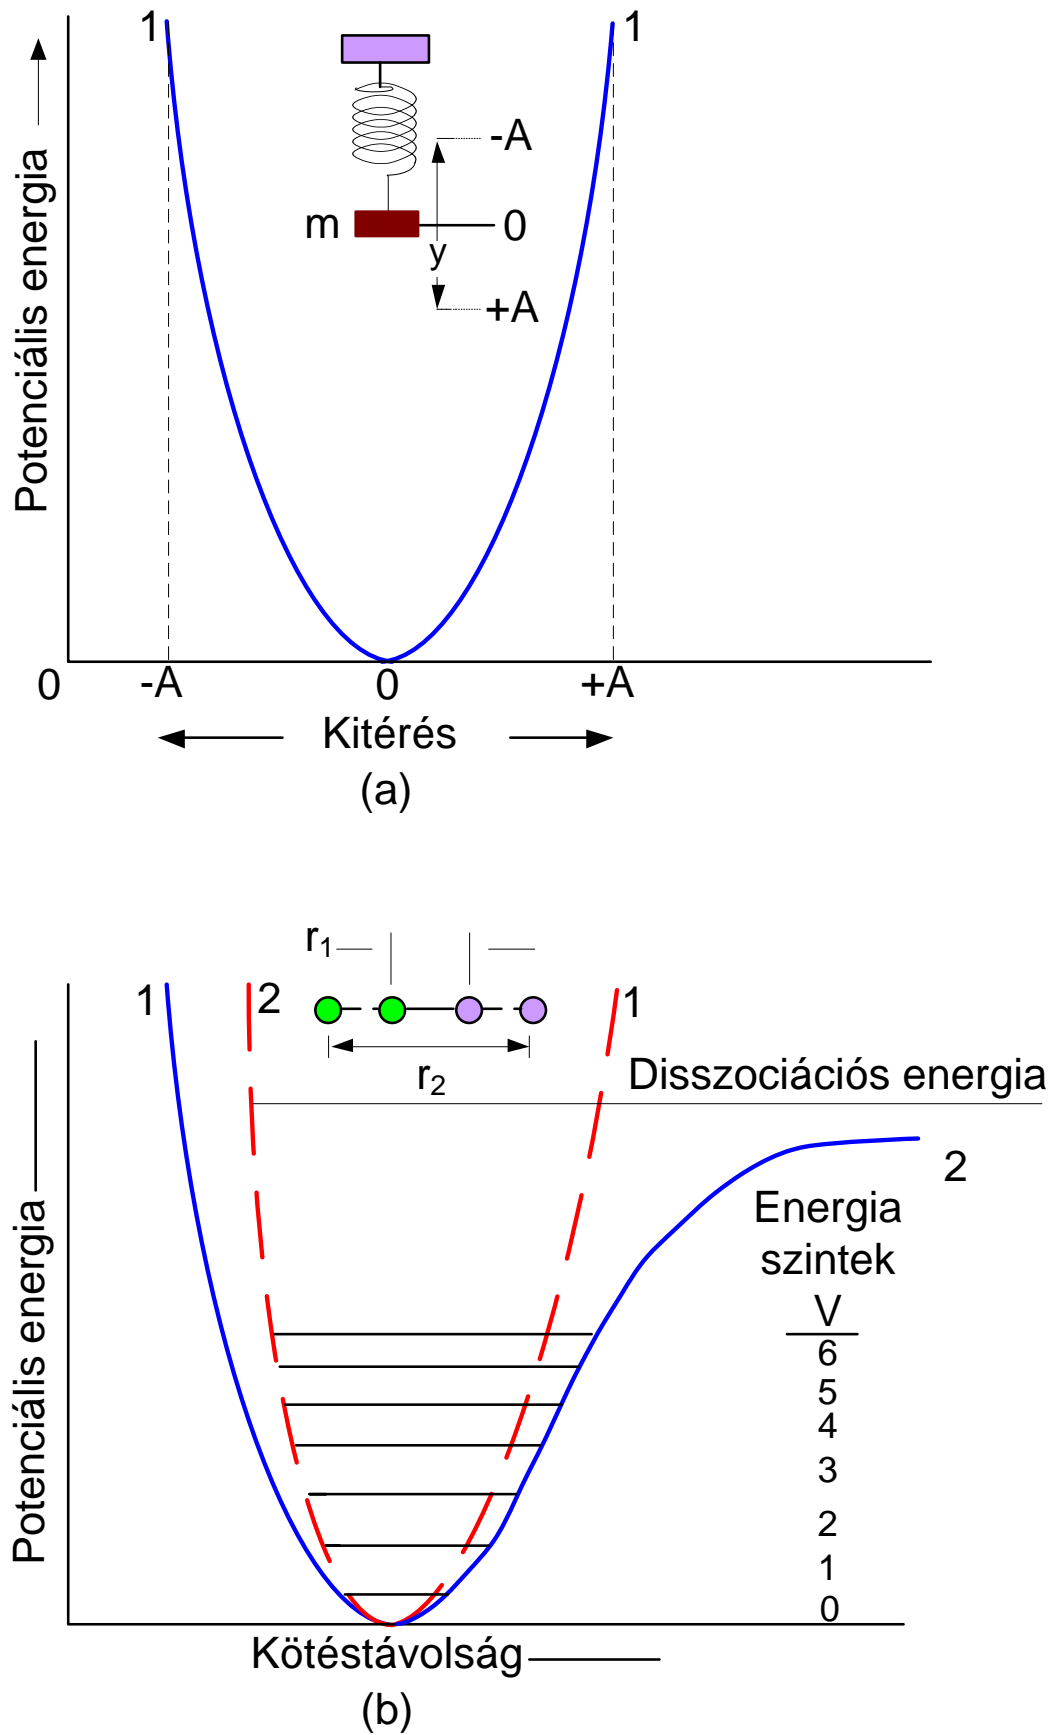 Potenciális energia
1
1
-A
m
0
y
+A
0
-A
0
+A
Kitérés
(a)
r1
1
2
1
r2
Disszociációs energia
2
Energia
szintek
V
6
5
4
3
2
1
0
Potenciális energia
Kötéstávolság
(b)